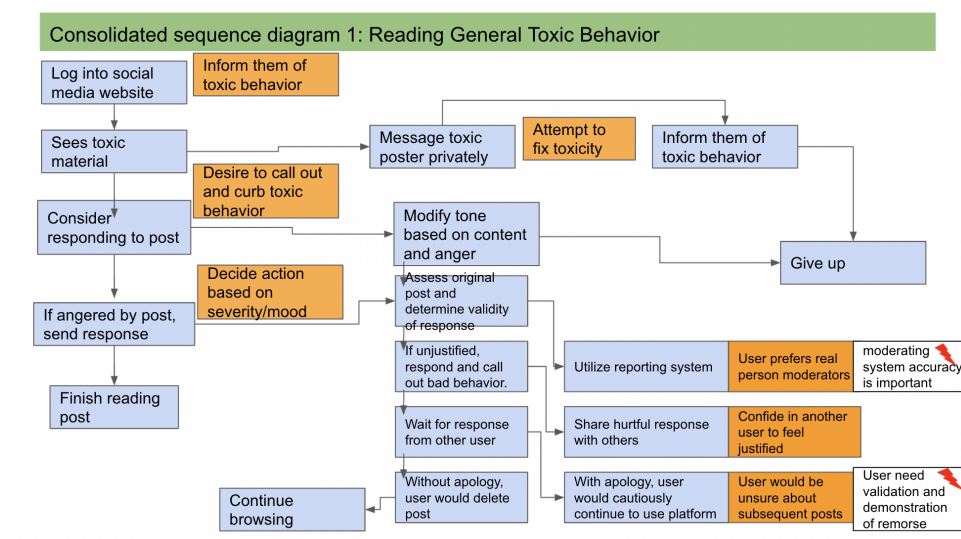 Consolidated sequence diagram 1: Reading General Toxic Behavior
Log into social
media website
Inform them of
toxic behavior
Sees toxic
material
Message toxic
poster privately
Attempt to
fix toxicity
Inform them of
toxic behavior
Desire to call out
and curb toxic
behavior
Consider
responding to post
Modify tone
based on content
and anger
Give up
Decide action
based on
severity/mood
If angered by post,
send response
Assess original
post and
determine validity
of response
Finish reading
post
If unjustified,
respond and call
out bad behavior.
Utilize reporting system
User prefers real
person moderators
moderating
system accuracy
is important
Wait for response
from other user
Share hurtful response
with others
Confide in another
user to feel
justified
Without apology,
user would delete
post
With apology, user
would cautiously
continue to use platform
User would be
unsure about
subsequent posts
User need
validation and
demonstration
of remorse
Continue
browsing